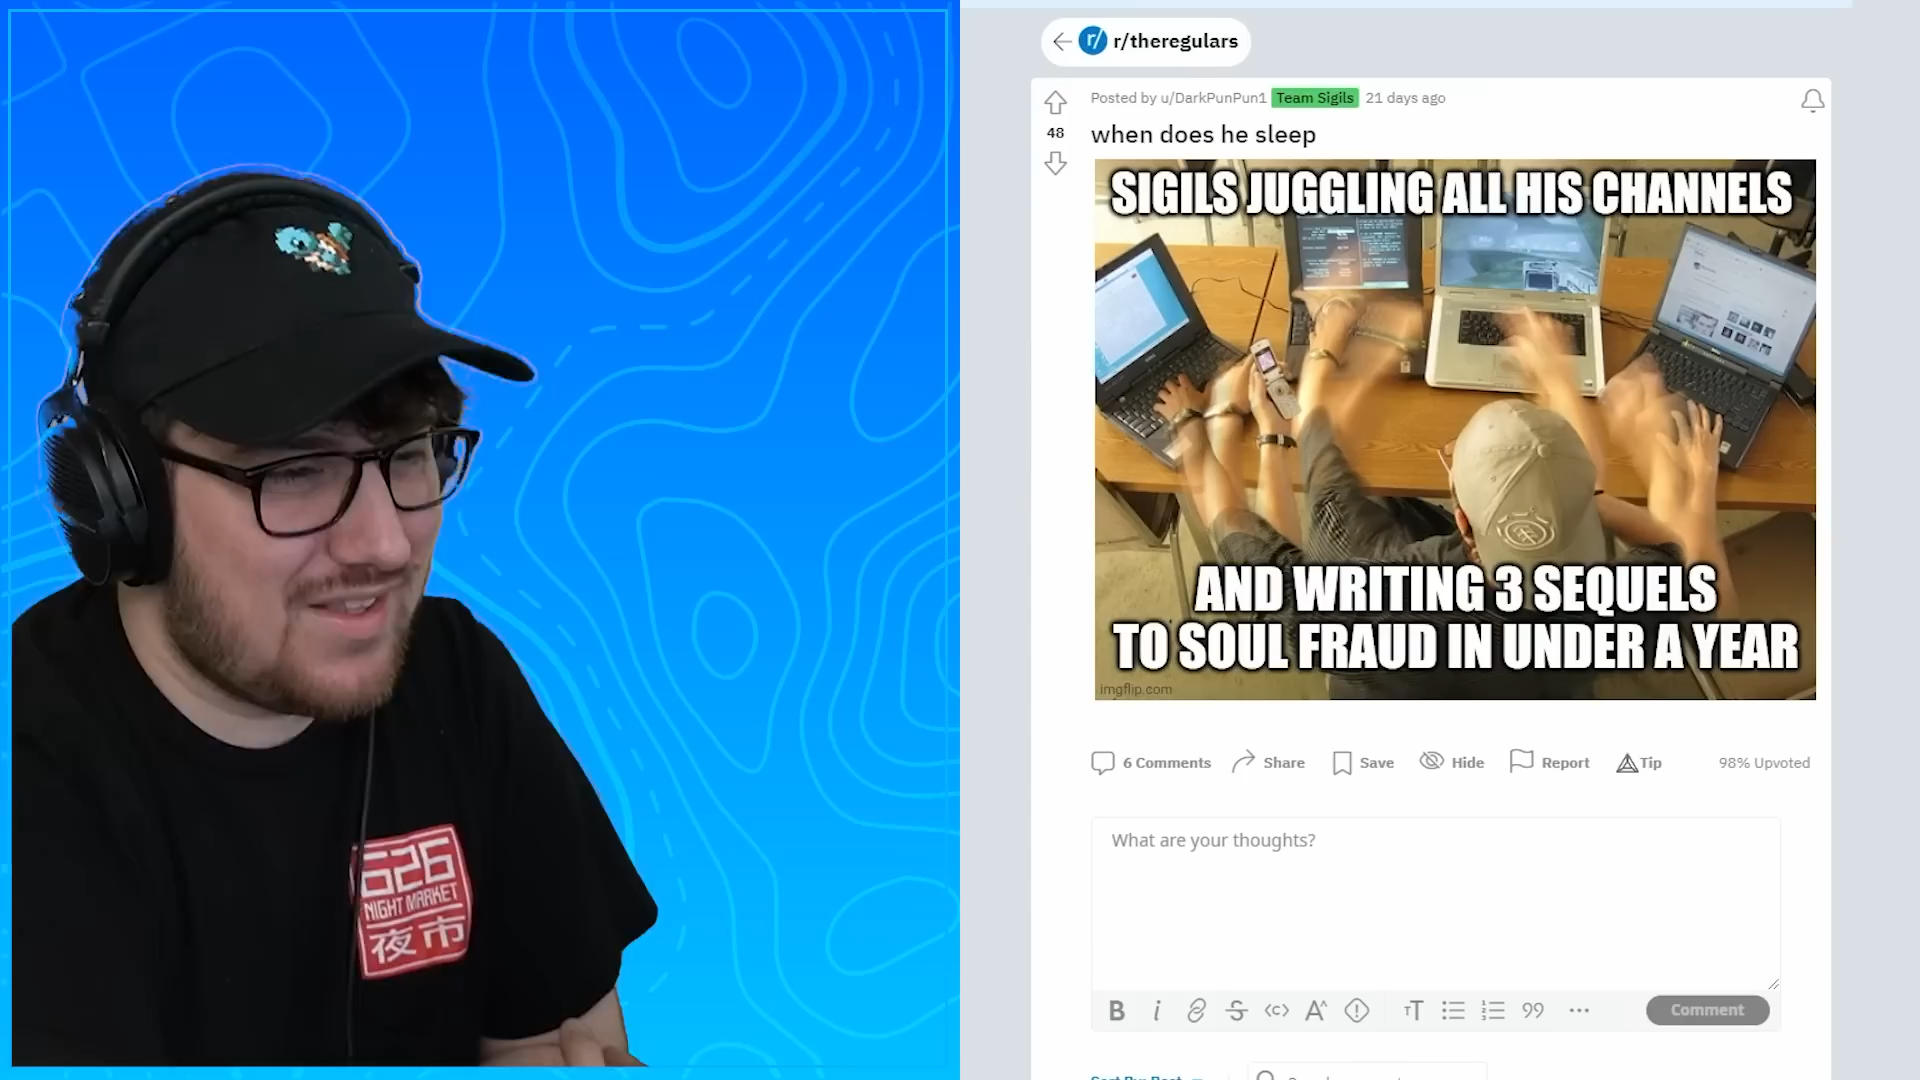 626
NIGHT MARKET
夜市
r/ r/theregulars
Posted by u/DarkPunPun1 Team Sigils 21 days ago
48
when does he sleep
SIGILS JUGGLING ALL HIS CHANNELS
AND WRITING 3 SEQUELS
TO SOUL FRAUD IN UNDER A YEAR
imgflip.com
6 Comments Share Save Hide Report Tip 98% Upvoted
What are your thoughts?
B i S <c> A^ ! TT 99 ... Comment